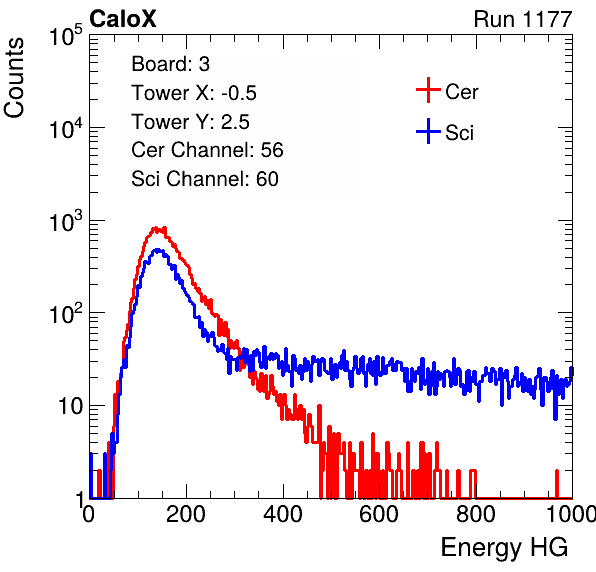 CaloX Run 1177
Counts
Board: 3
Tower X: -0.5
Tower Y: 2.5
Cer Channel: 56
Sci Channel: 60
Cer
Sci
10^5
10^4
10^3
10^2
10
1
0 200 400 600 800 1000
Energy HG